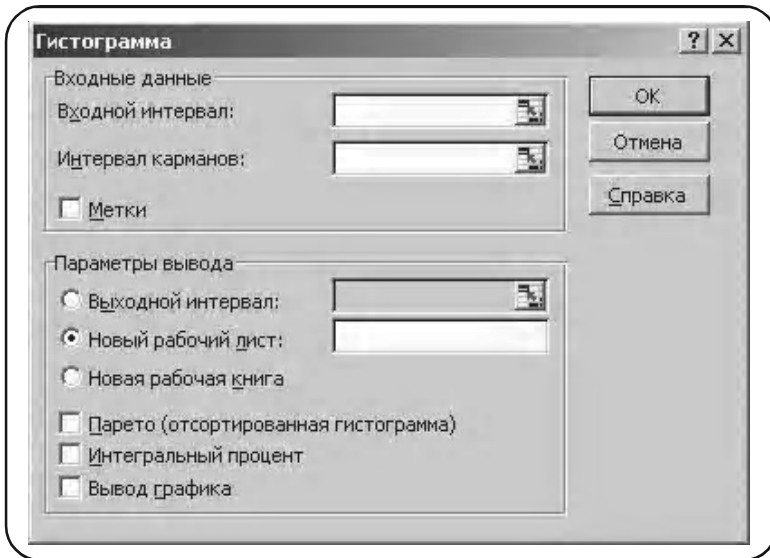 Гистограмма
Входные данные
Входной интервал:
Интервал карманов:
Метки
OK
Отмена
Справка
Параметры вывода
Выходной интервал:
Новый рабочий лист:
Новая рабочая книга
Парето (отсортированная гистограмма)
Интегральный процент
Вывод графика